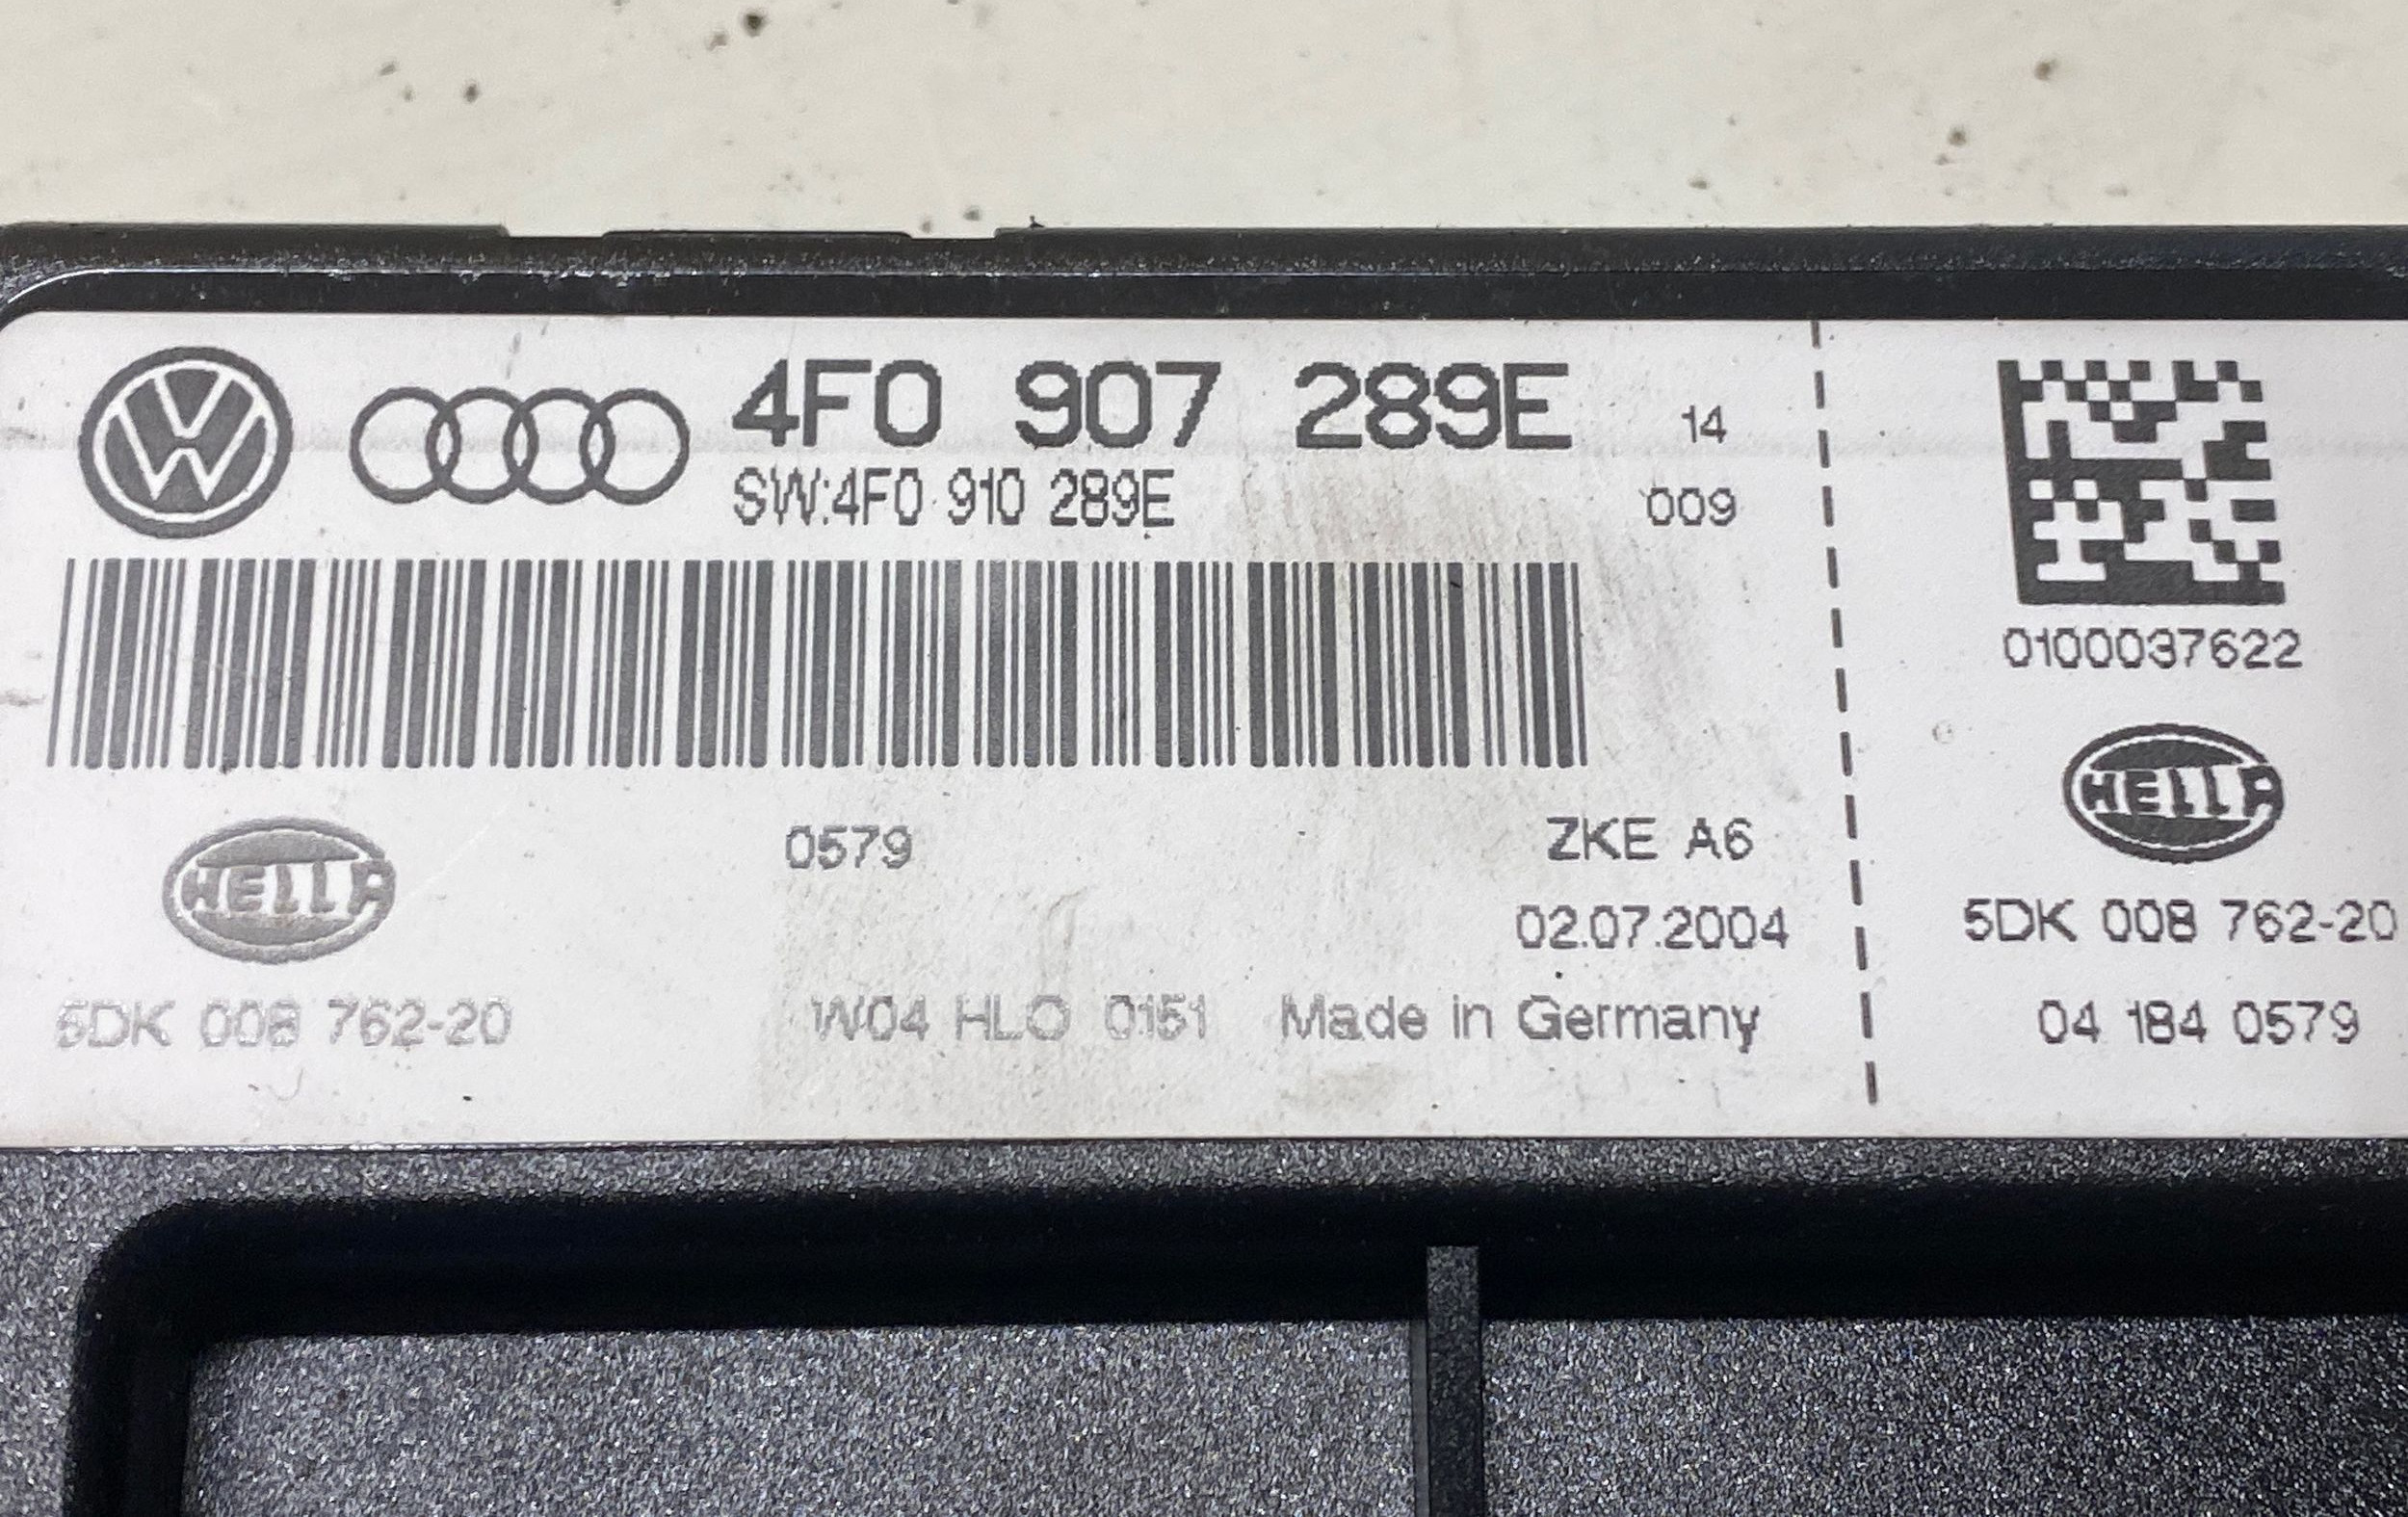 4F0 907 289E 14
SW:4F0 910 289E 009
0579
ZKE A6
02.07.2004
HELLA
5DK 008 762-20
W04 HLO 0151 Made in Germany
0100037622
HELLA
5DK 008 762-20
04 184 0579